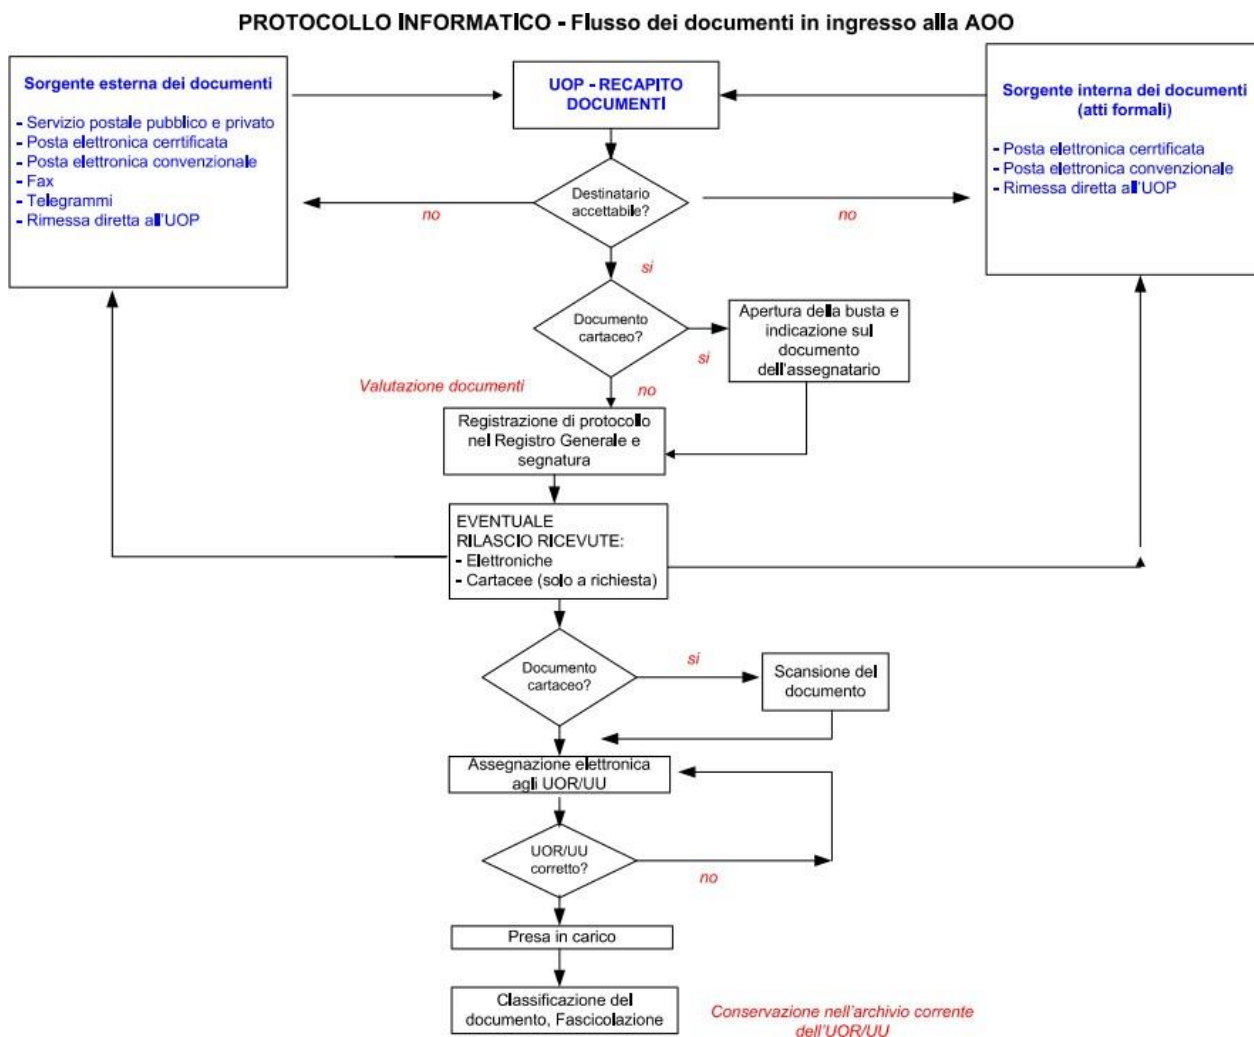 PROTOCOLLO INFORMATICO - Flusso dei documenti in ingresso alla AOO
Sorgente esterna dei documenti
- Servizio postale pubblico e privato
- Posta elettronica cerrtificata
- Posta elettronica convenzionale
- Fax
- Telegrammi
- Rimessa diretta all'UOP
UOP - RECAPITO
DOCUMENTI
Sorgente interna dei documenti
(atti formali)
- Posta elettronica cerrtificata
- Posta elettronica convenzionale
- Rimessa diretta all'UOP
Destinatario
accettabile?
no
no
si
Documento
cartaceo?
si
Apertura della busta e
indicazione sul
documento
dell'assegnatario
Valutazione documenti
no
Registrazione di protocollo
nel Registro Generale e
segnatura
EVENTUALE
RILASCIO RICEVUTE:
- Elettroniche
- Cartacee (solo a richiesta)
Documento
cartaceo?
si
Scansione del
documento
Assegnazione elettronica
agli UOR/UU
UOR/UU
corretto?
no
Presa in carico
Classificazione del
documento, Fascicolazione
Conservazione nell'archivio corrente
dell'UOR/UU